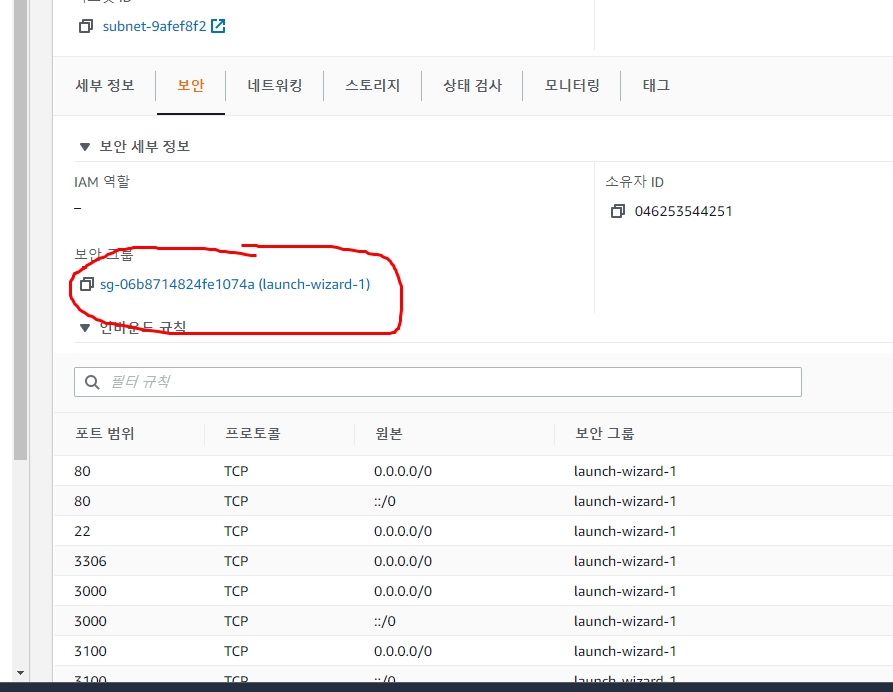 subnet-9afef8f2
세부 정보 보안 네트워킹 스토리지 상태 검사 모니터링 태그
▼ 보안 세부 정보
IAM 역할 소유자 ID
– 046253544251
보안 그룹
sg-06b8714824fe1074a (launch-wizard-1)
▼ 인바운드 규칙
필터 규칙
포트 범위 프로토콜 원본 보안 그룹
80 TCP 0.0.0.0/0 launch-wizard-1
80 TCP ::/0 launch-wizard-1
22 TCP 0.0.0.0/0 launch-wizard-1
3306 TCP 0.0.0.0/0 launch-wizard-1
3000 TCP 0.0.0.0/0 launch-wizard-1
3000 TCP ::/0 launch-wizard-1
3100 TCP 0.0.0.0/0 launch-wizard-1
3100 TCP ::/0 launch-wizard-1